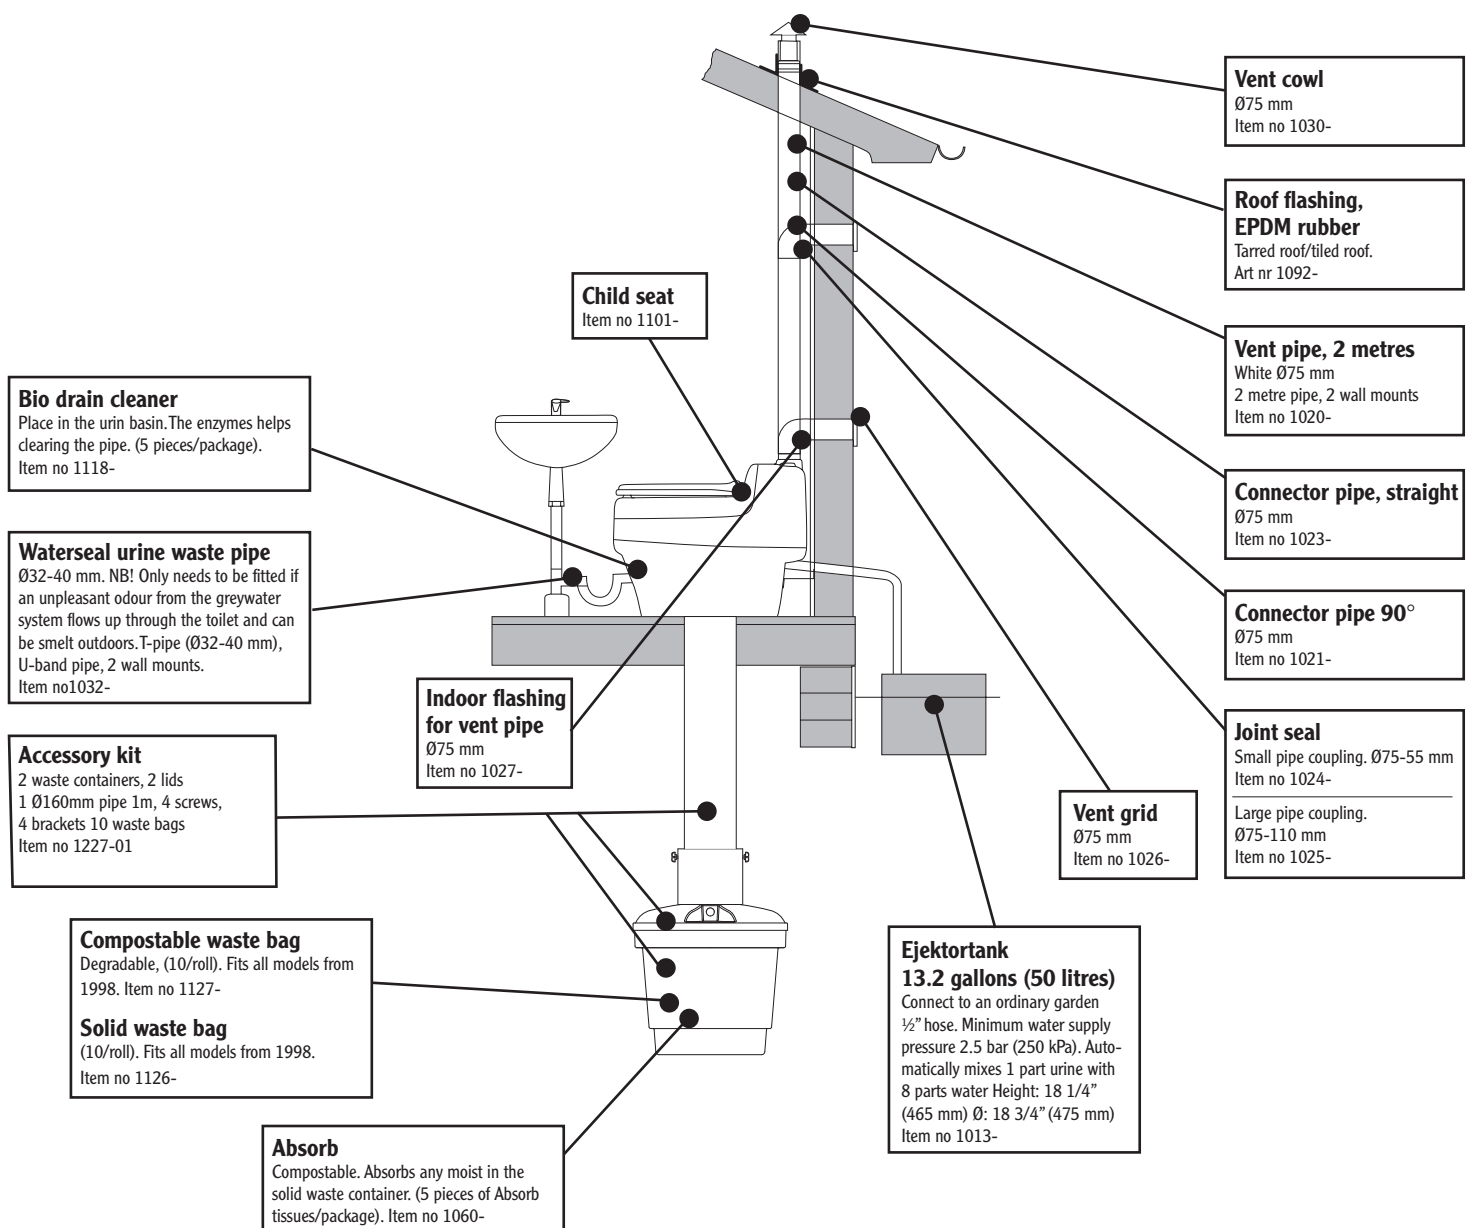 Vent cowl
Ø75 mm
Item no 1030-
Roof flashing,
EPDM rubber
Tarred roof/tiled roof.
Art nr 1092-
Child seat
Item no 1101-
Vent pipe, 2 metres
White Ø75 mm
2 metre pipe, 2 wall mounts
Item no 1020-
Bio drain cleaner
Place in the urin basin. The enzymes helps
clearing the pipe. (5 pieces/package).
Item no 1118-
Connector pipe, straight
Ø75 mm
Item no 1023-
Waterseal urine waste pipe
Ø32-40 mm. NB! Only needs to be fitted if
an unpleasant odour from the greywater
system flows up through the toilet and can
be smelt outdoors. T-pipe (Ø32-40 mm),
U-band pipe, 2 wall mounts.
Item no1032-
Connector pipe 90°
Ø75 mm
Item no 1021-
Indoor flashing
for vent pipe
Ø75 mm
Item no 1027-
Joint seal
Small pipe coupling. Ø75-55 mm
Item no 1024-
Large pipe coupling.
Ø75-110 mm
Item no 1025-
Accessory kit
2 waste containers, 2 lids
1 Ø160mm pipe 1m, 4 screws,
4 brackets 10 waste bags
Item no 1227-01
Vent grid
Ø75 mm
Item no 1026-
Compostable waste bag
Degradable, (10/roll). Fits all models from
1998. Item no 1127-
Solid waste bag
(10/roll). Fits all models from 1998.
Item no 1126-
Ejektortank
13.2 gallons (50 litres)
Connect to an ordinary garden
½” hose. Minimum water supply
pressure 2.5 bar (250 kPa). Auto-
matically mixes 1 part urine with
8 parts water Height: 18 1/4”
(465 mm) Ø: 18 3/4” (475 mm)
Item no 1013-
Absorb
Compostable. Absorbs any moist in the
solid waste container. (5 pieces of Absorb
tissues/package). Item no 1060-